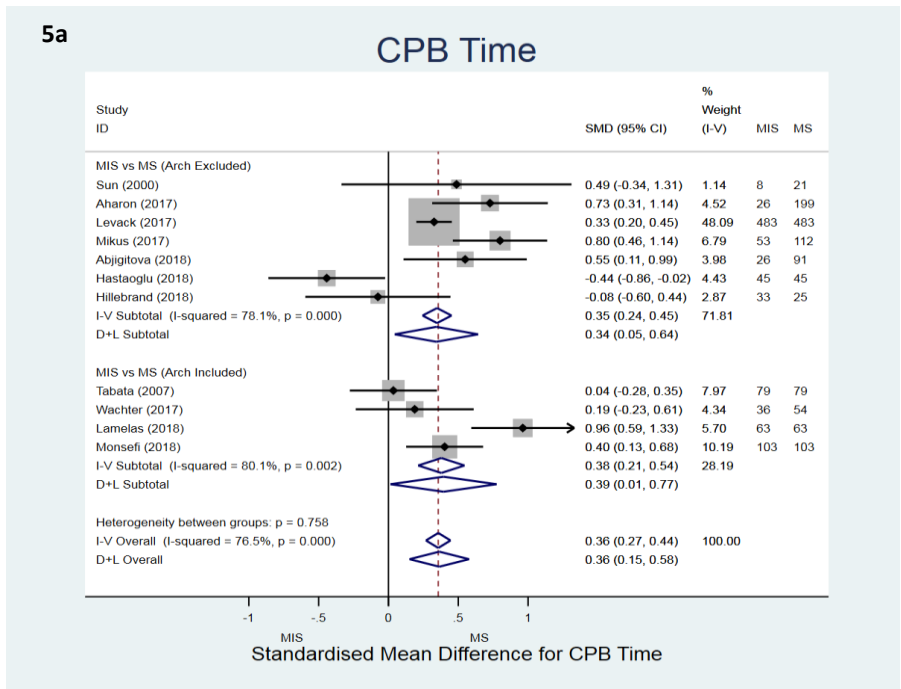 5a
CPB Time
%
Study Weight
ID SMD (95% CI) (I-V) MIS MS
MIS vs MS (Arch Excluded)
Sun (2000) 0.49 (-0.34, 1.31) 1.14 8 21
Aharon (2017) 0.73 (0.31, 1.14) 4.52 26 199
Levack (2017) 0.33 (0.20, 0.45) 48.09 483 483
Mikus (2017) 0.80 (0.46, 1.14) 6.79 53 112
Abjigitova (2018) 0.55 (0.11, 0.99) 3.98 26 91
Hastaoglu (2018) -0.44 (-0.86, -0.02) 4.43 45 45
Hillebrand (2018) -0.08 (-0.60, 0.44) 2.87 33 25
I-V Subtotal (I-squared = 78.1%, p = 0.000) 0.35 (0.24, 0.45) 71.81
D+L Subtotal 0.34 (0.05, 0.64)
MIS vs MS (Arch Included)
Tabata (2007) 0.04 (-0.28, 0.35) 7.97 79 79
Wachter (2017) 0.19 (-0.23, 0.61) 4.34 36 54
Lamelas (2018) 0.96 (0.59, 1.33) 5.70 63 63
Monsefi (2018) 0.40 (0.13, 0.68) 10.19 103 103
I-V Subtotal (I-squared = 80.1%, p = 0.002) 0.38 (0.21, 0.54) 28.19
D+L Subtotal 0.39 (0.01, 0.77)
Heterogeneity between groups: p = 0.758
I-V Overall (I-squared = 76.5%, p = 0.000) 0.36 (0.27, 0.44) 100.00
D+L Overall 0.36 (0.15, 0.58)
-1 -.5 0 .5 1
MIS MS
Standardised Mean Difference for CPB Time